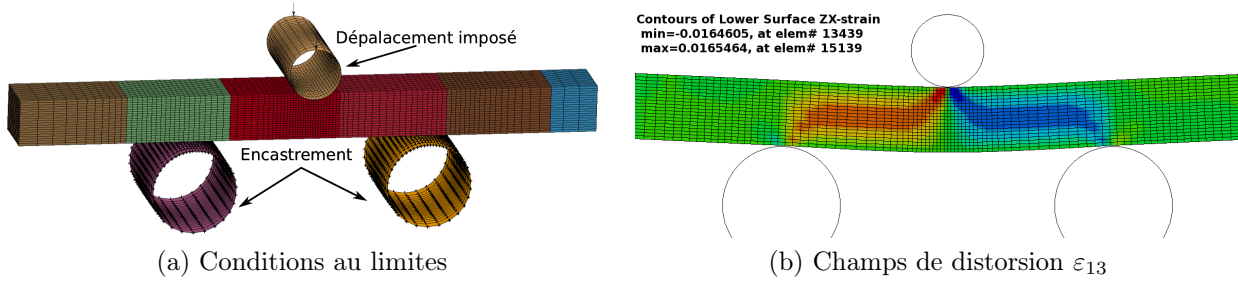 Dépalacement imposé
Encastrement
(a) Conditions au limites
Contours of Lower Surface ZX-strain
min=-0.0164605, at elem# 13439
max=0.0165464, at elem# 15139
(b) Champs de distorsion ε₁₃